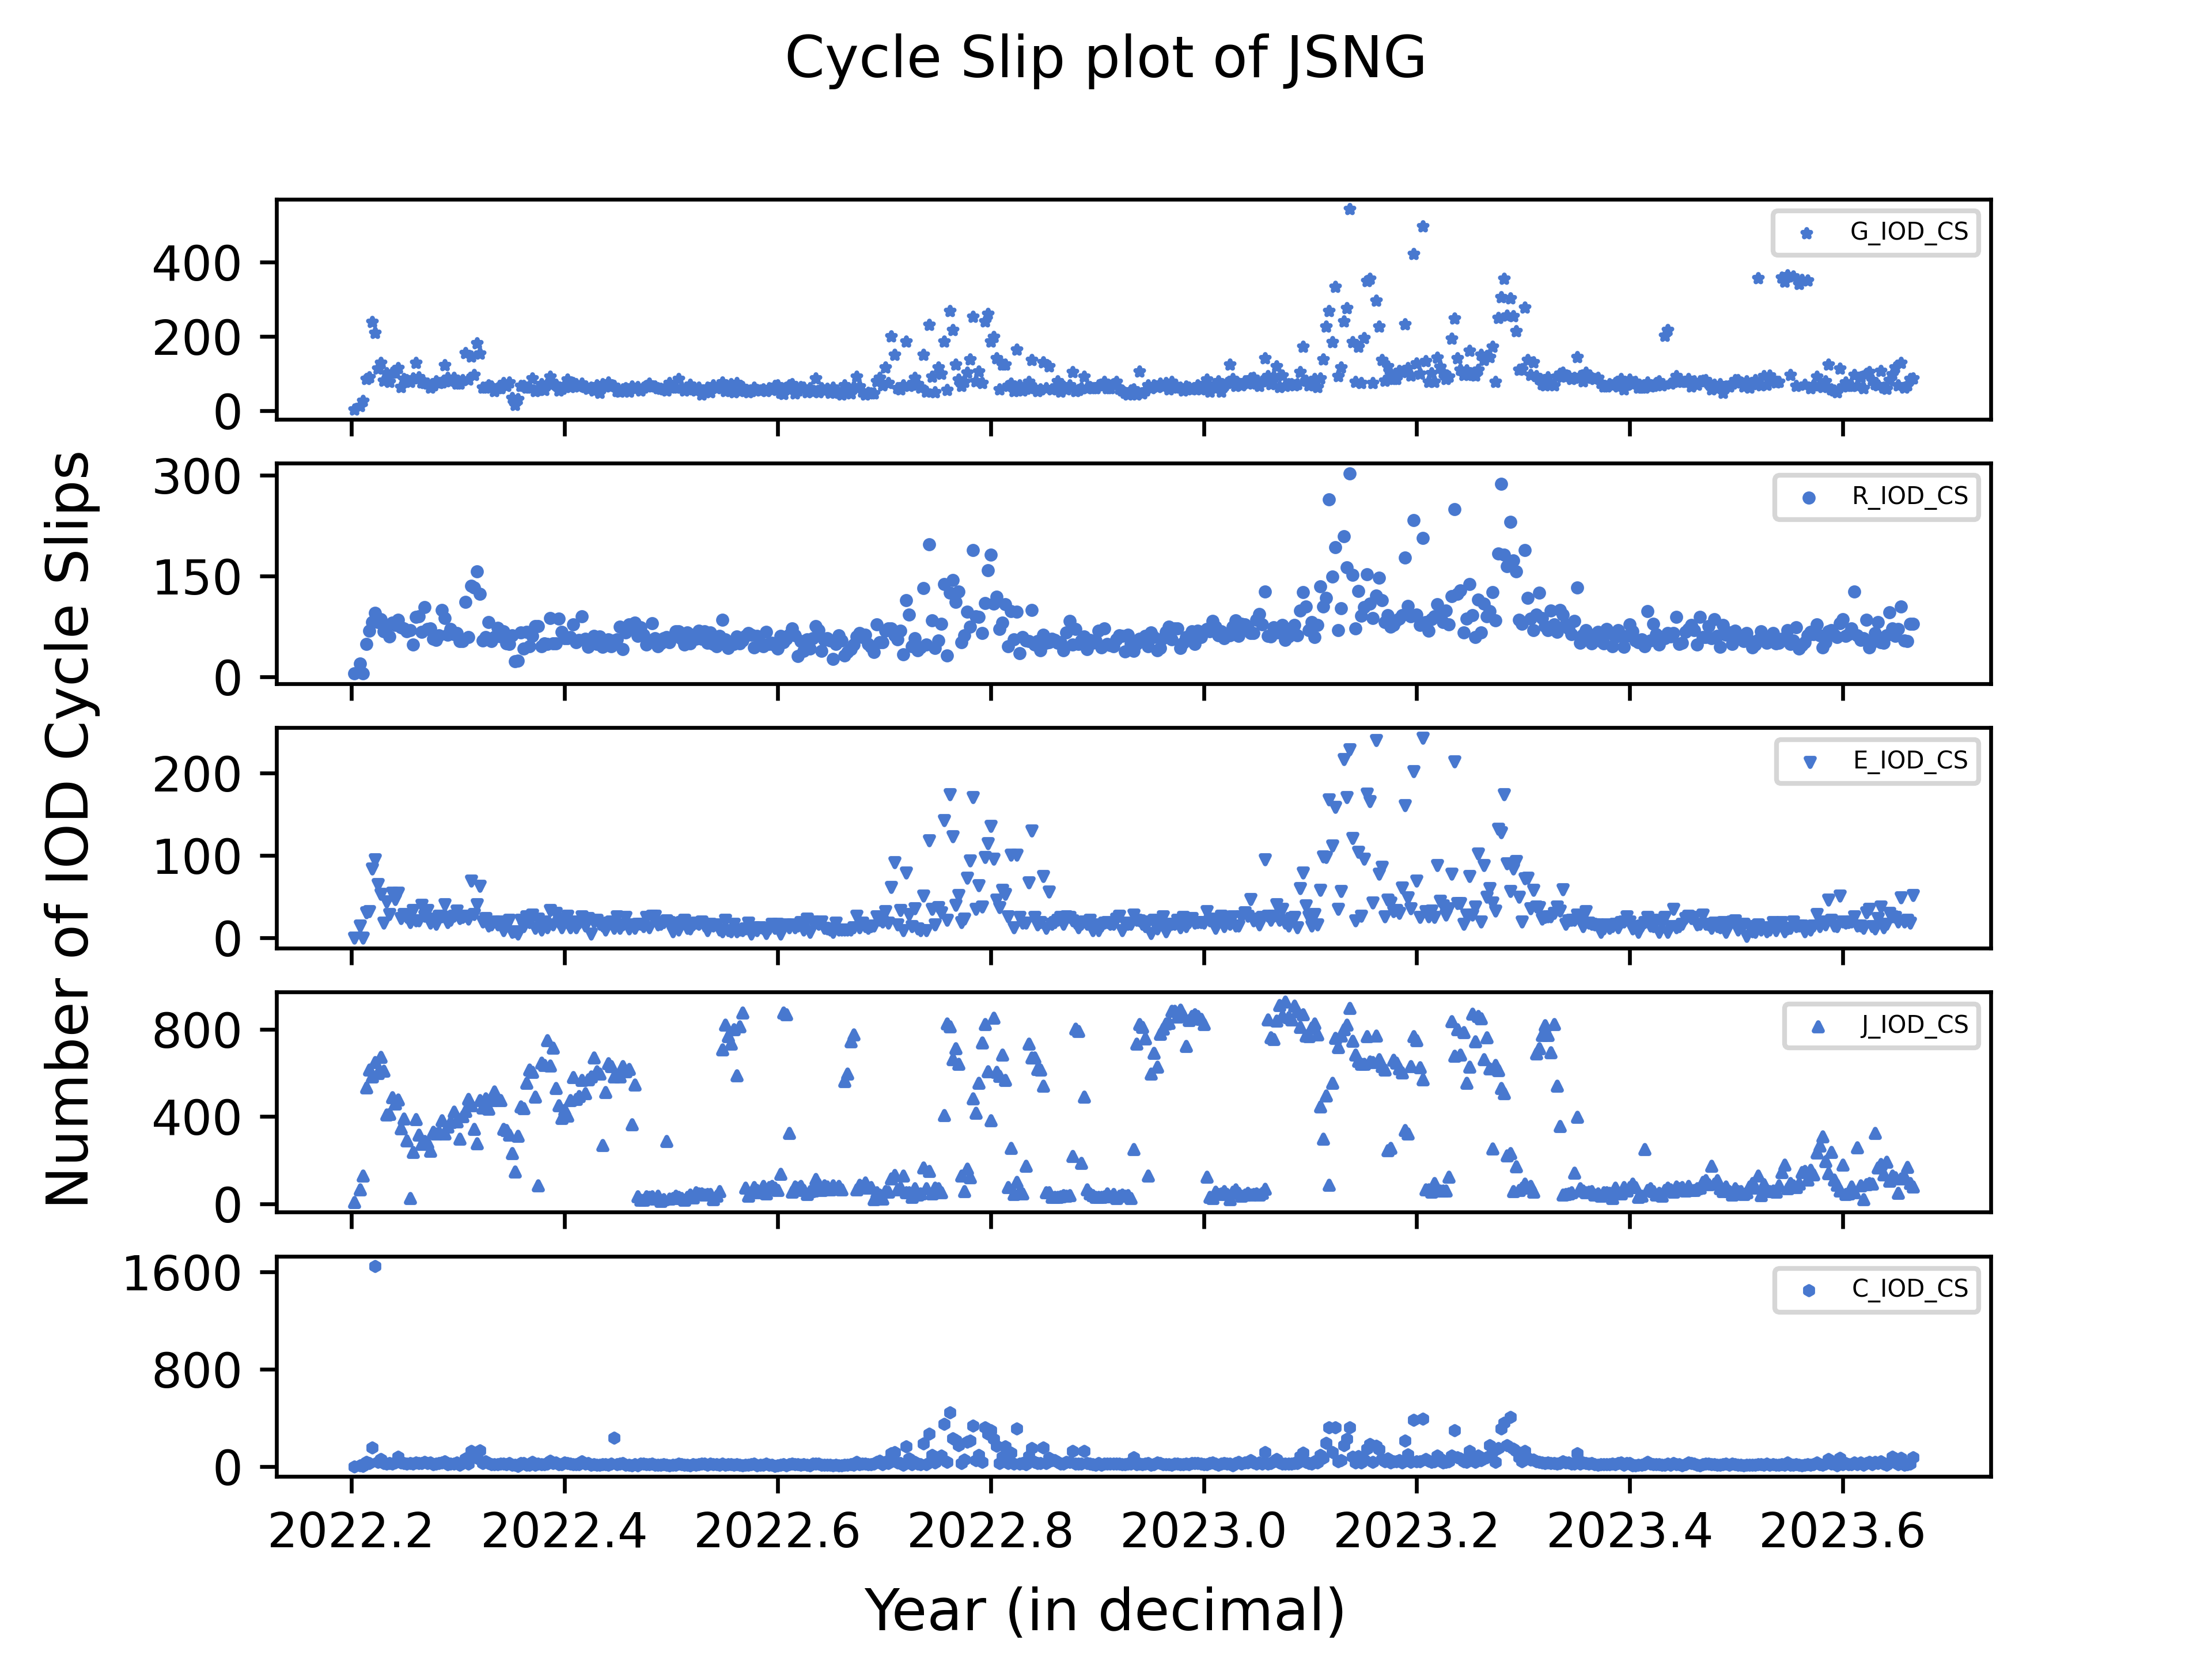 Cycle Slip plot of JSNG
Number of IOD Cycle Slips
400
200
0
G_IOD_CS
300
150
0
R_IOD_CS
200
100
0
E_IOD_CS
800
400
0
J_IOD_CS
1600
800
0
C_IOD_CS
2022.2 2022.4 2022.6 2022.8 2023.0 2023.2 2023.4 2023.6
Year (in decimal)